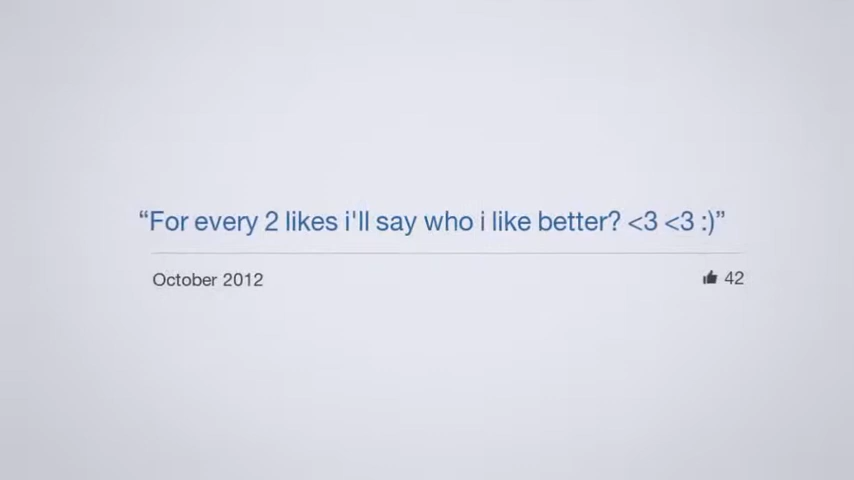 “For every 2 likes i'll say who i like better? <3 <3 :)”
October 2012 42